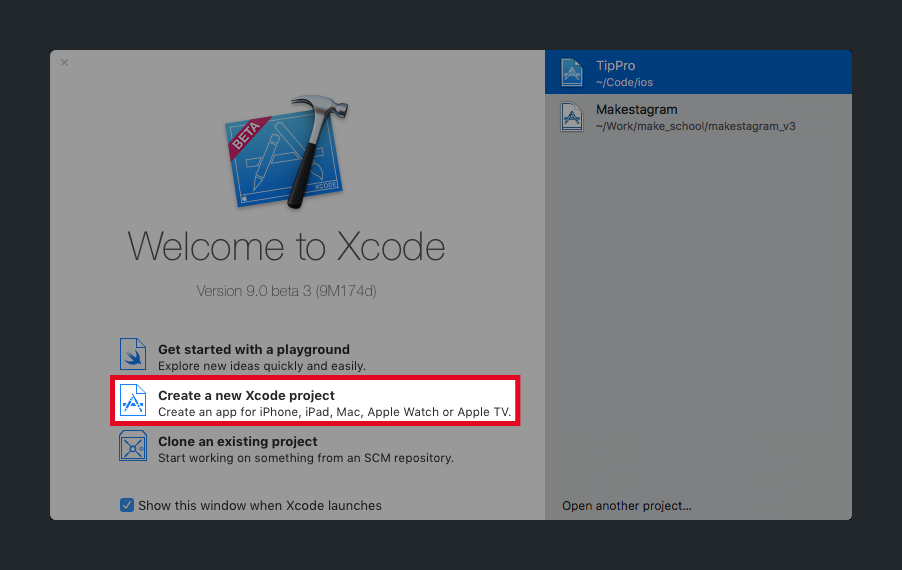 BETA
XCODE
Welcome to Xcode
Version 9.0 beta 3 (9M174d)
Get started with a playground
Explore new ideas quickly and easily.
Create a new Xcode project
Create an app for iPhone, iPad, Mac, Apple Watch or Apple TV.
Clone an existing project
Start working on something from an SCM repository.
Show this window when Xcode launches
TipPro
~/Code/ios
Makestagram
~/Work/make_school/makestagram_v3
Open another project...